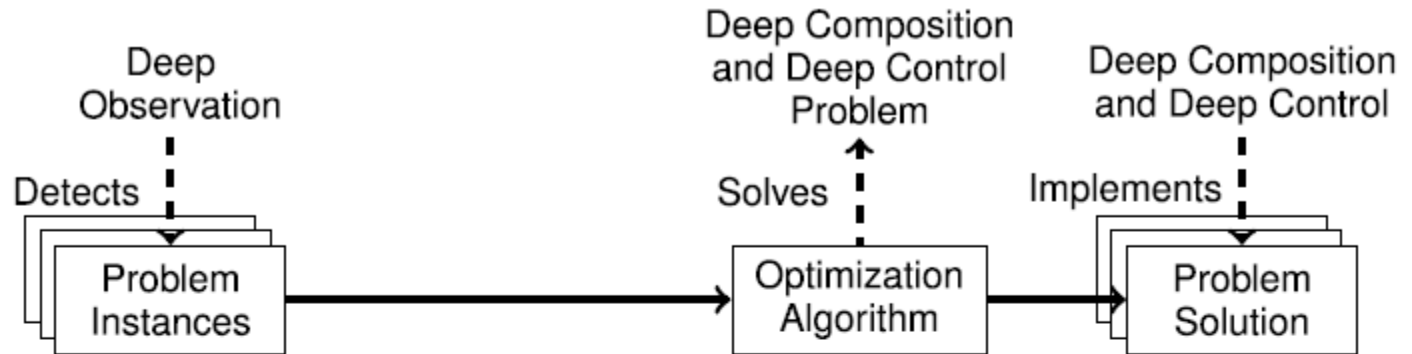 Deep
Observation
Detects
Problem
Instances
Deep Composition
and Deep Control
Problem
Solves
Optimization
Algorithm
Deep Composition
and Deep Control
Implements
Problem
Solution